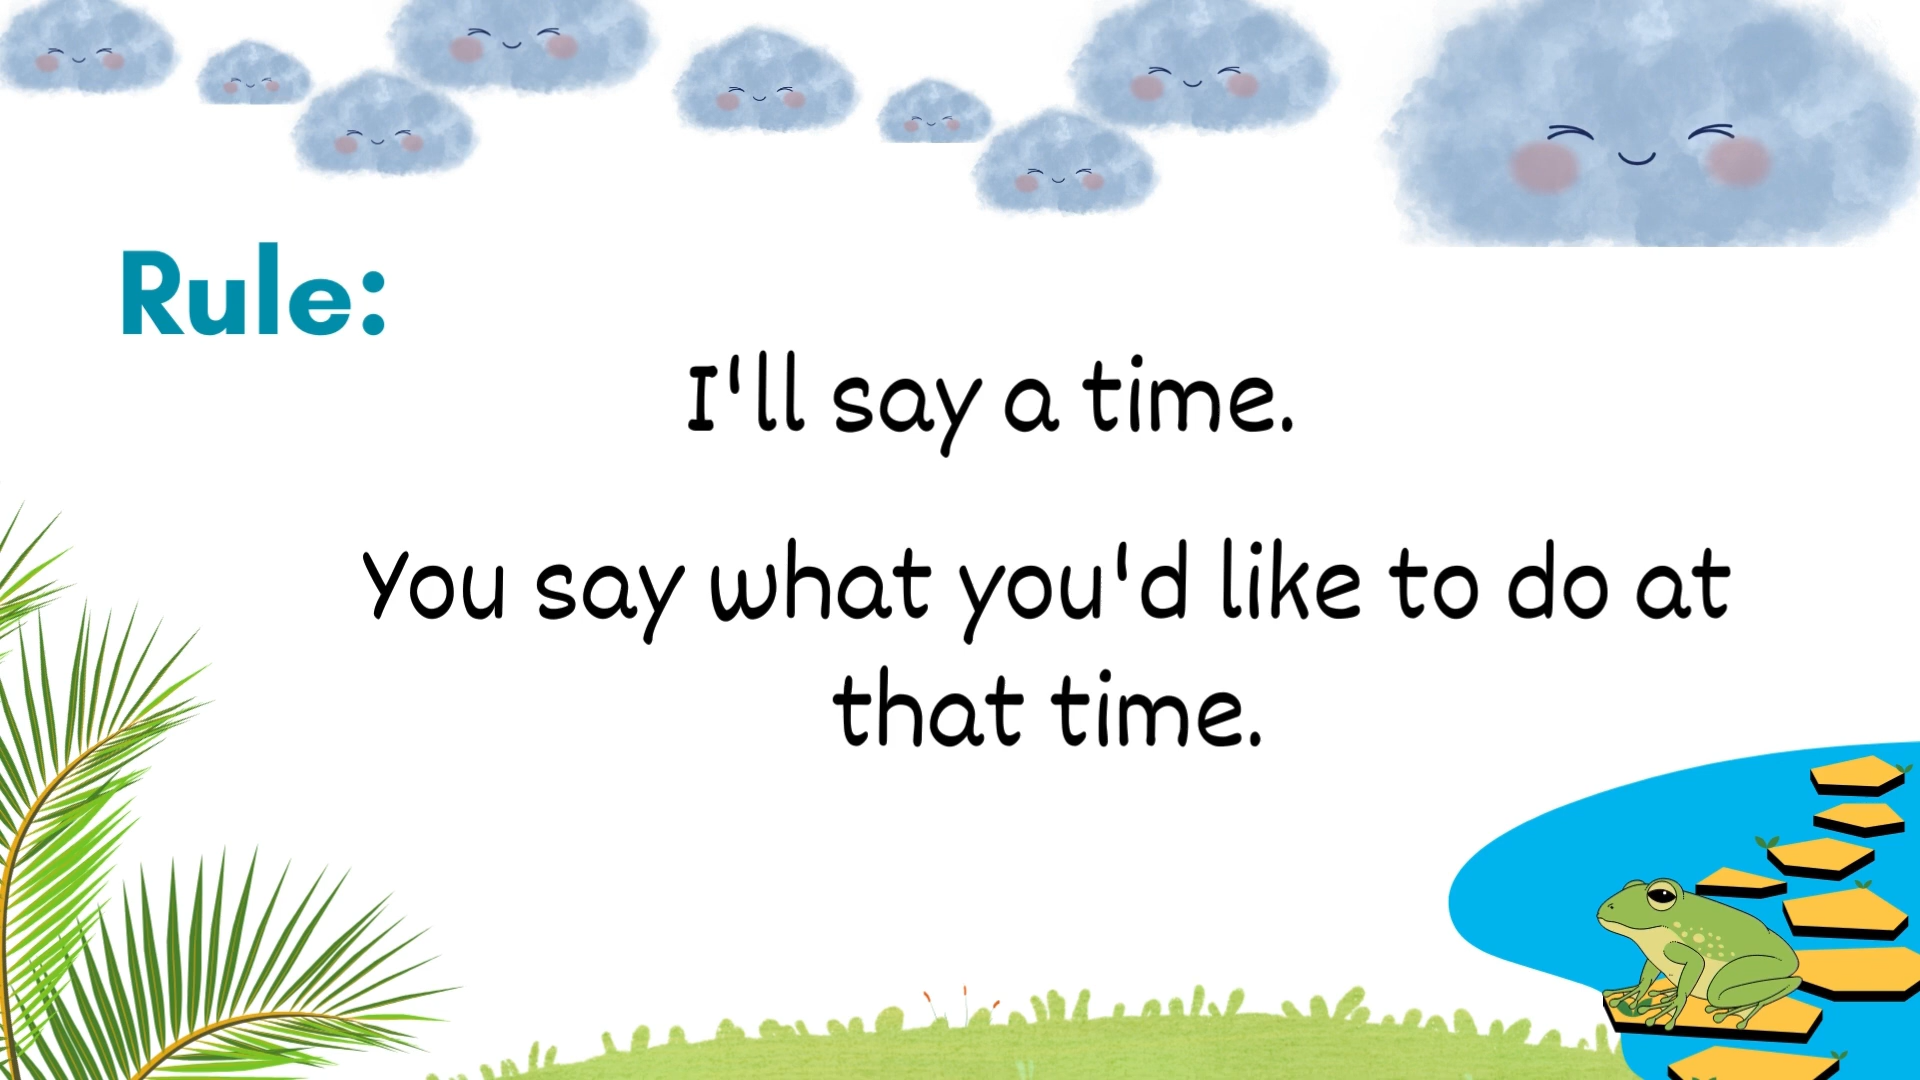 Rule:
I'll say a time.
You say what you'd like to do at
that time.